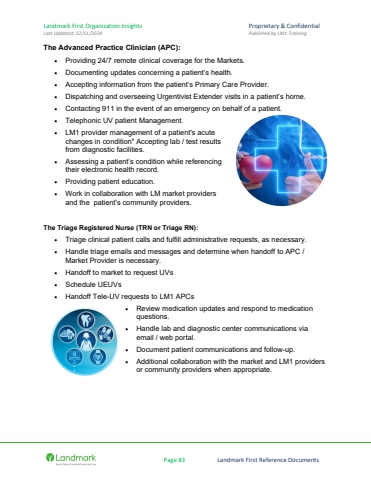 Landmark First Organization Insights Proprietary & Confidential
Last Updated: 12/11/2024 Published by LM1 Training
The Advanced Practice Clinician (APC):
• Providing 24/7 remote clinical coverage for the Markets.
• Documenting updates concerning a patient's health.
• Accepting information from the patient's Primary Care Provider.
• Dispatching and overseeing Urgentivist Extender visits in a patient's home.
• Contacting 911 in the event of an emergency on behalf of a patient.
• Telephonic UV patient Management.
• LM1 provider management of a patient's acute
changes in condition" Accepting lab / test results
from diagnostic facilities.
• Assessing a patient's condition while referencing
their electronic health record.
• Providing patient education.
• Work in collaboration with LM market providers
and the patient's community providers.
The Triage Registered Nurse (TRN or Triage RN):
• Triage clinical patient calls and fulfill administrative requests, as necessary.
• Handle triage emails and messages and determine when handoff to APC /
Market Provider is necessary.
• Handoff to market to request UVs
• Schedule UEUVs
• Handoff Tele-UV requests to LM1 APCs
• Review medication updates and respond to medication
questions.
• Handle lab and diagnostic center communications via
email / web portal.
• Document patient communications and follow-up.
• Additional collaboration with the market and LM1 providers
or community providers when appropriate.
Landmark
Page 83 Landmark First Reference Documents